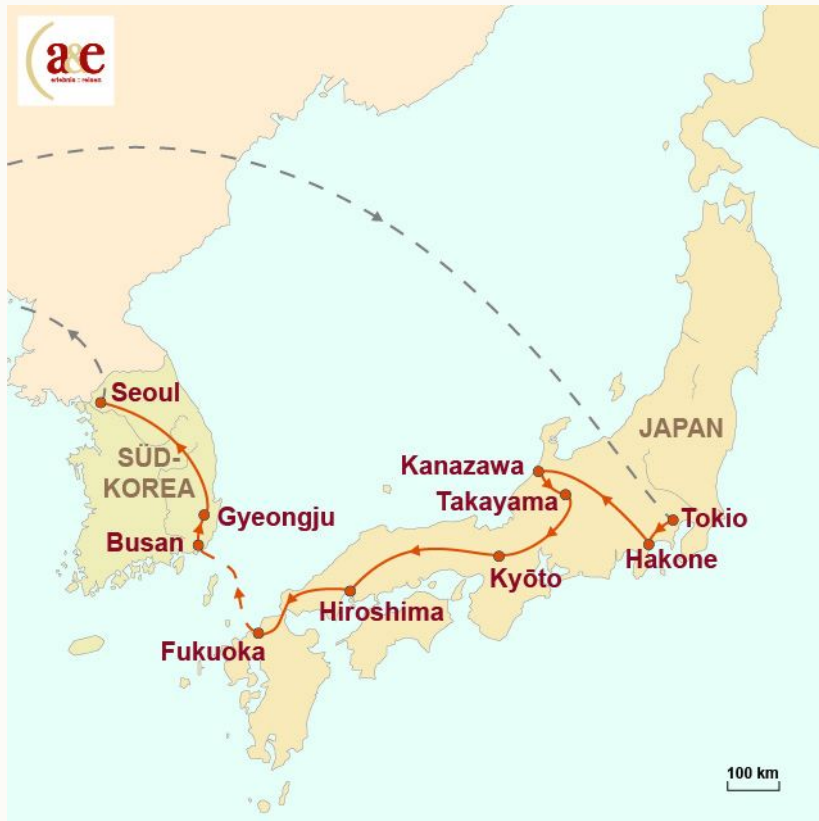 a&e
erlebnis :: reisen
Seoul
SÜD-
KOREA
Gyeongju
Busan
JAPAN
Kanazawa
Takayama
Tokio
Hakone
Kyōto
Hiroshima
Fukuoka
100 km